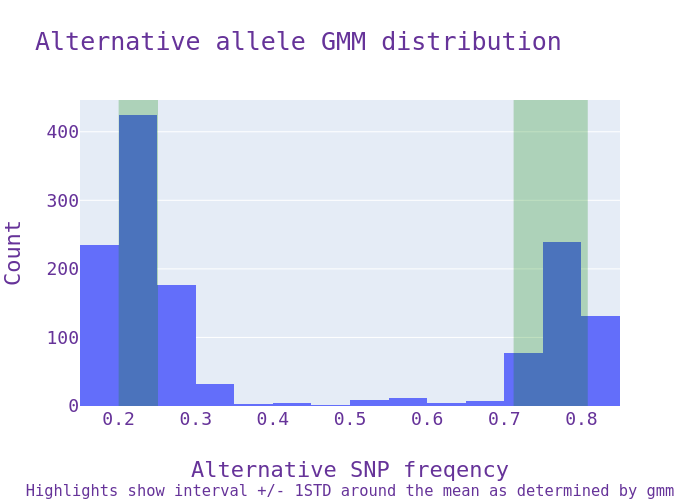 Alternative allele GMM distribution
Count
400
300
200
100
0
0.2 0.3 0.4 0.5 0.6 0.7 0.8
Alternative SNP freqency
Highlights show interval +/- 1STD around the mean as determined by gmm